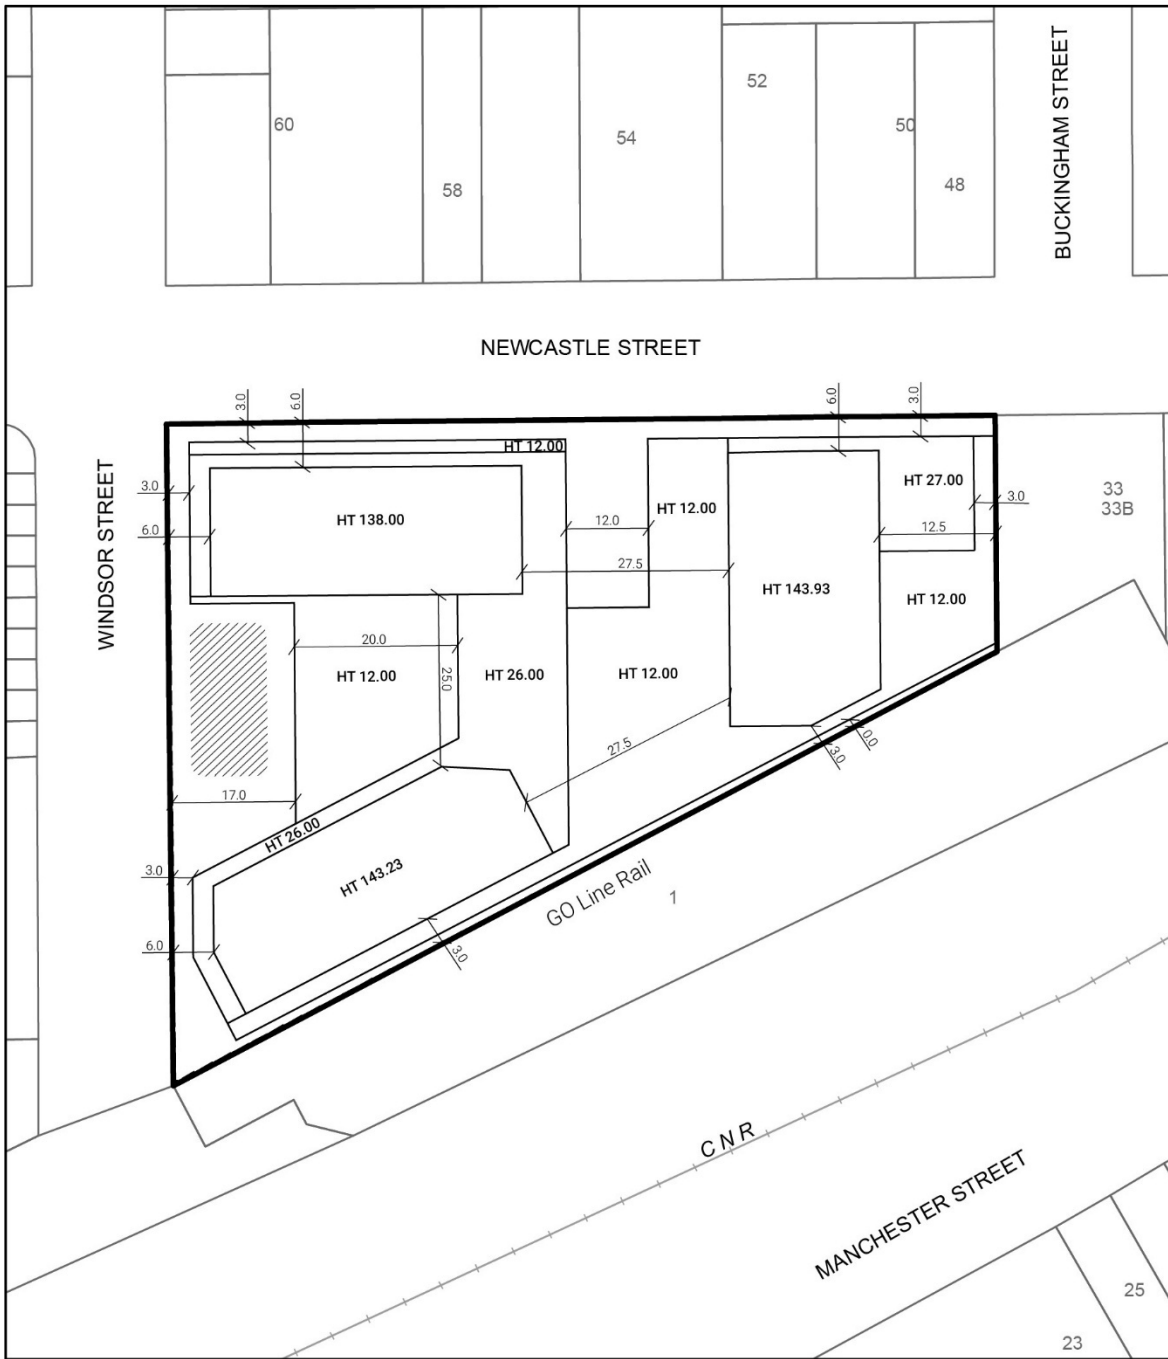 60
58
54
52
50
48
BUCKINGHAM STREET
NEWCASTLE STREET
WINDSOR STREET
3.0
6.0
6.0
3.0
HT 12.00
3.0
6.0
HT 138.00
12.0
HT 12.00
27.5
HT 143.93
HT 27.00
3.0
12.5
HT 12.00
33
33B
20.0
HT 12.00
25.0
HT 26.00
HT 12.00
27.5
17.0
HT 26.00
3.0
0.0
3.0
HT 143.23
6.0
3.0
GO Line Rail
1
CNR
MANCHESTER STREET
25
23